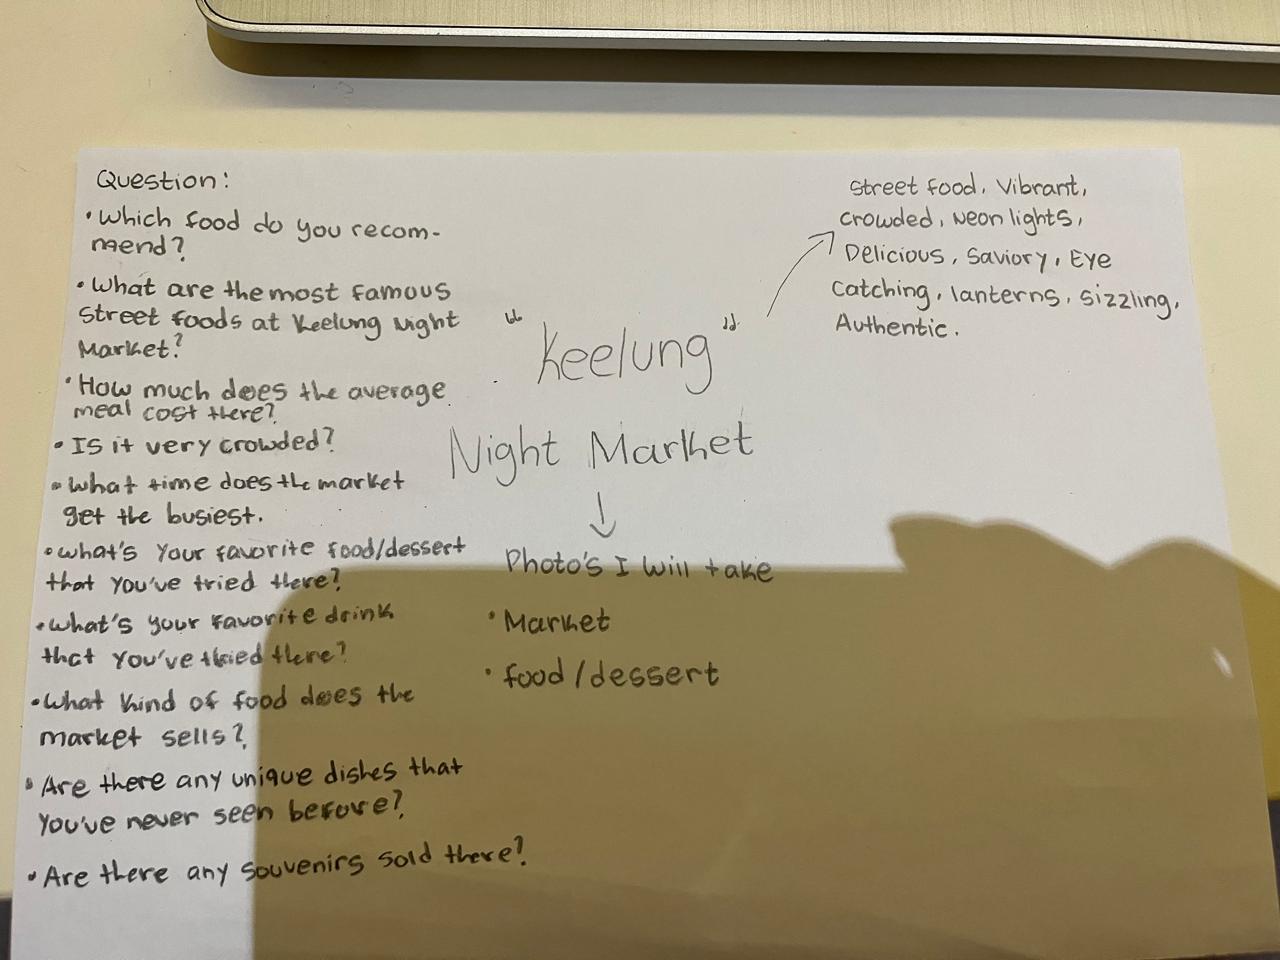 Question:
• Which food do you recom-
mend?
• What are the most famous
street foods at Keelung Night
Market?
• How much does the average
meal cost there?
• Is it very crowded?
• What time does the market
get the busiest.
• what's your favorite food/dessert
that you've tried there?
• what's your favorite drink
that you've tried there?
• What kind of food does the
market sells?
• Are there any unique dishes that
you've never seen before?
• Are there any souvenirs sold there?
"Keelung"
Night Market
↓
Photo's I will take
• Market
• food/dessert
street food, Vibrant,
crowded, Neon lights,
Delicious, Saviory, Eye
catching, lanterns, sizzling,
Authentic.